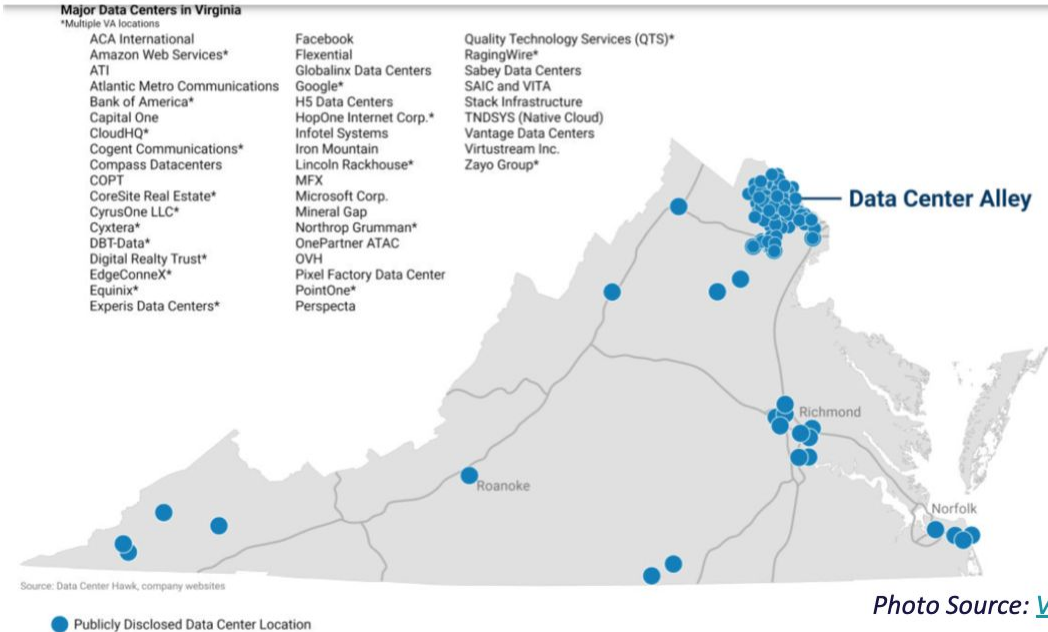 Major Data Centers in Virginia
*Multiple VA locations
ACA International
Amazon Web Services*
ATI
Atlantic Metro Communications
Bank of America*
Capital One
CloudHQ*
Cogent Communications*
Compass Datacenters
COPT
CoreSite Real Estate*
CyrusOne LLC*
Cyxtera*
DBT-Data*
Digital Realty Trust*
EdgeConneX*
Equinix*
Experis Data Centers*
Facebook
Flexential
Globalinx Data Centers
Google*
H5 Data Centers
HopOne Internet Corp.*
Infotel Systems
Iron Mountain
Lincoln Rackhouse*
MFX
Microsoft Corp.
Mineral Gap
Northrop Grumman*
OnePartner ATAC
OVH
Pixel Factory Data Center
PointOne*
Perspecta
Quality Technology Services (QTS)*
RagingWire*
Sabey Data Centers
SAIC and VITA
Stack Infrastructure
TNDSYS (Native Cloud)
Vantage Data Centers
Virtustream Inc.
Zayo Group*
Data Center Alley
Richmond
Roanoke
Norfolk
Source: Data Center Hawk, company websites
Photo Source: V
Publicly Disclosed Data Center Location